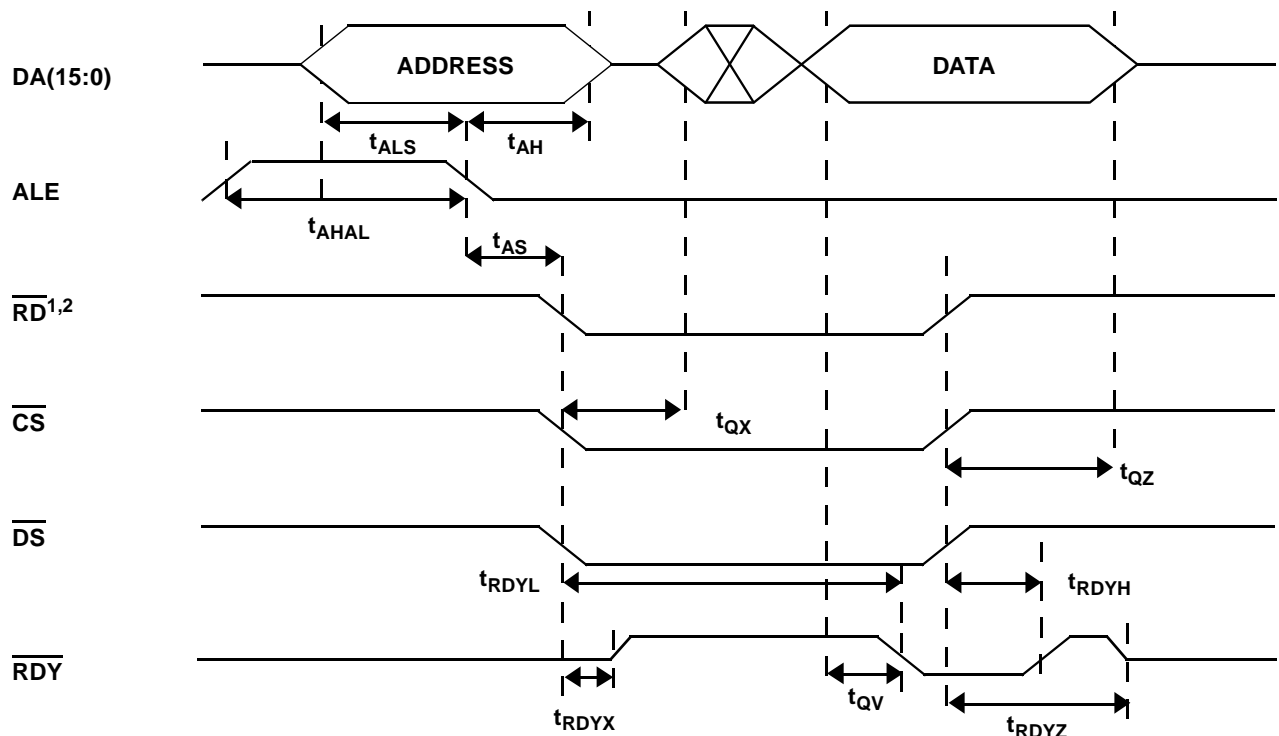 DA(15:0)
ADDRESS
DATA
tALS
tAH
ALE
tAHAL
tAS
RD1,2
CS
tQX
tQZ
DS
tRDYL
tRDYH
RDY
tRDYX
tQV
tRDYZ